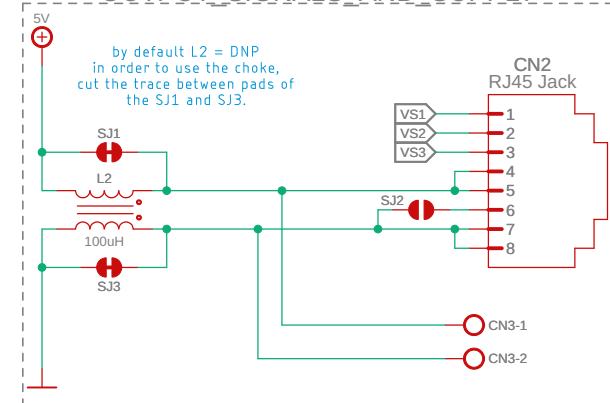 5V
by default L2 = DNP
in order to use the choke,
cut the trace between pads of
the SJ1 and SJ3.
CN2
RJ45 Jack
VS1
1
VS2
2
SJ1
VS3
3
4
L2
5
SJ2
6
7
100uH
8
SJ3
CN3-1
CN3-2